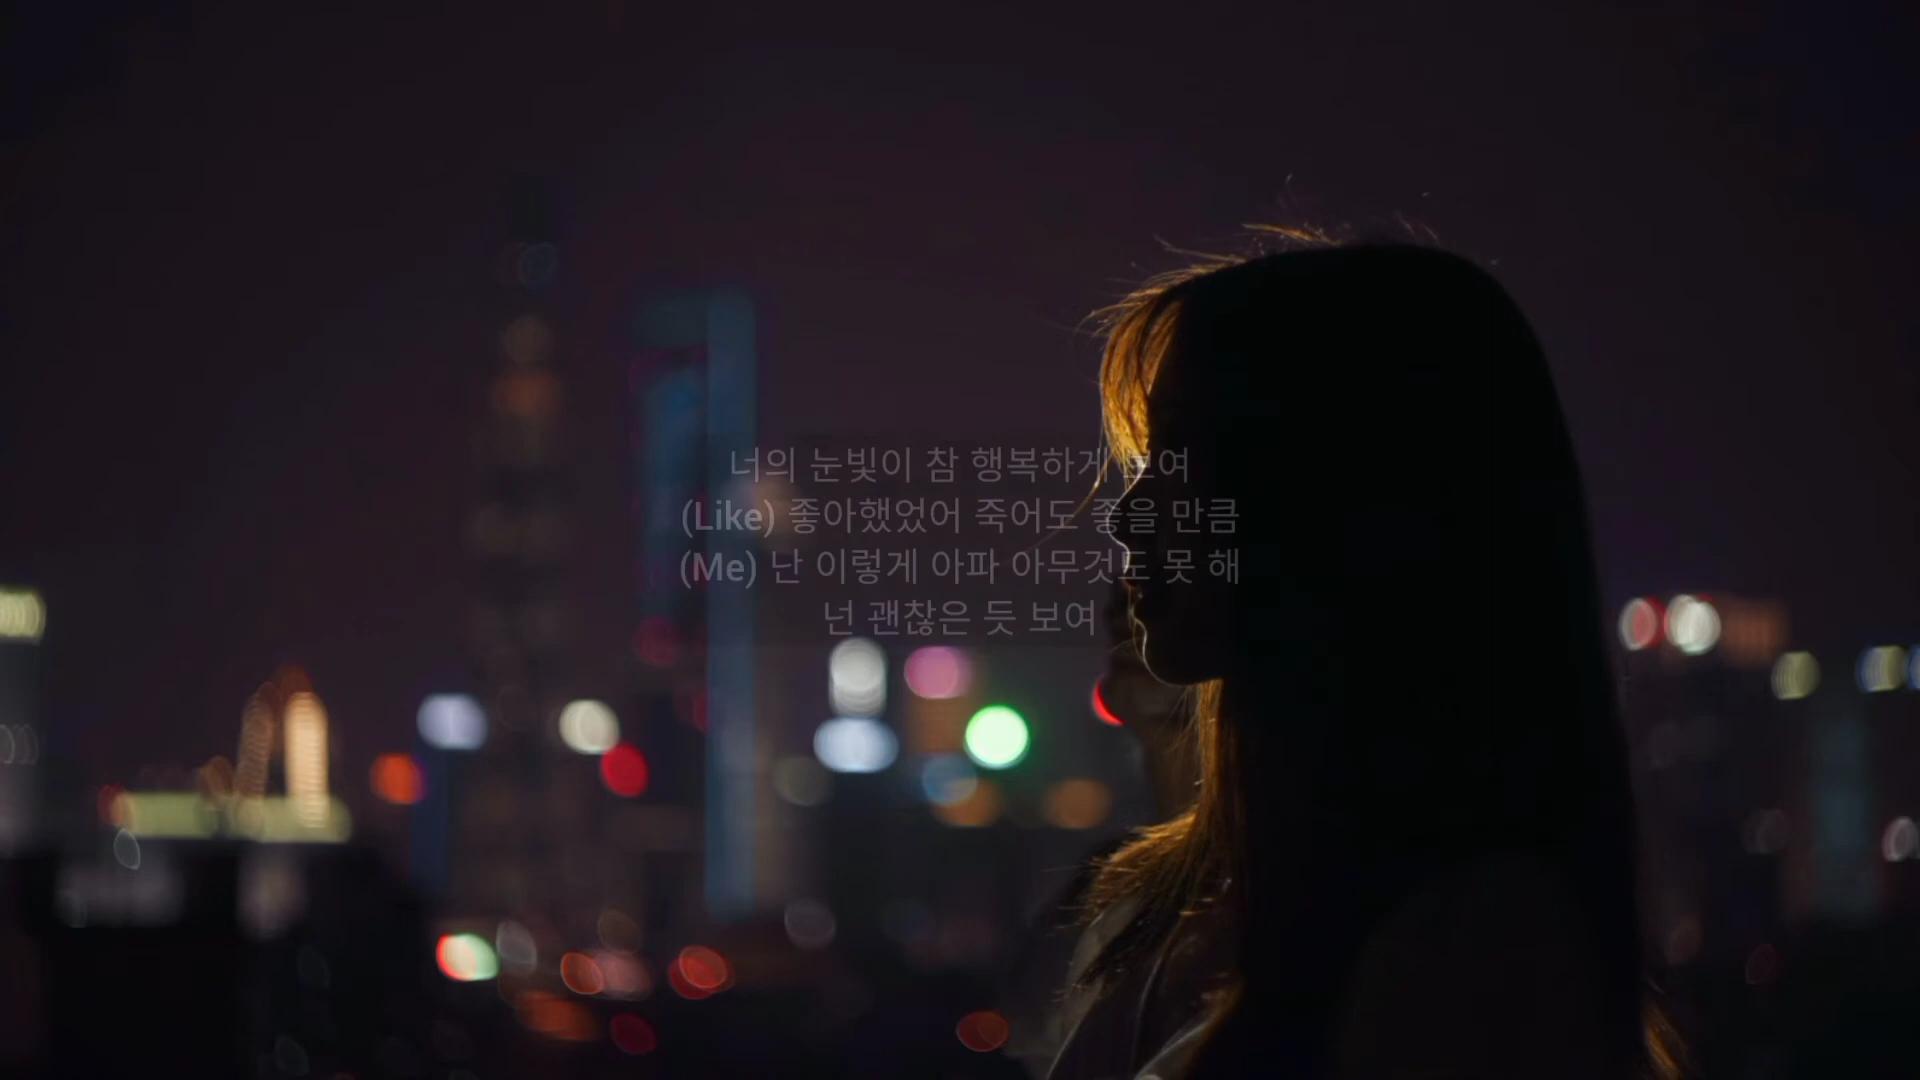 너의 눈빛이 참 행복하게 보여
(Like) 좋아했었어 죽어도 좋을 만큼
(Me) 난 이렇게 아파 아무것도 못 해
넌 괜찮은 듯 보여